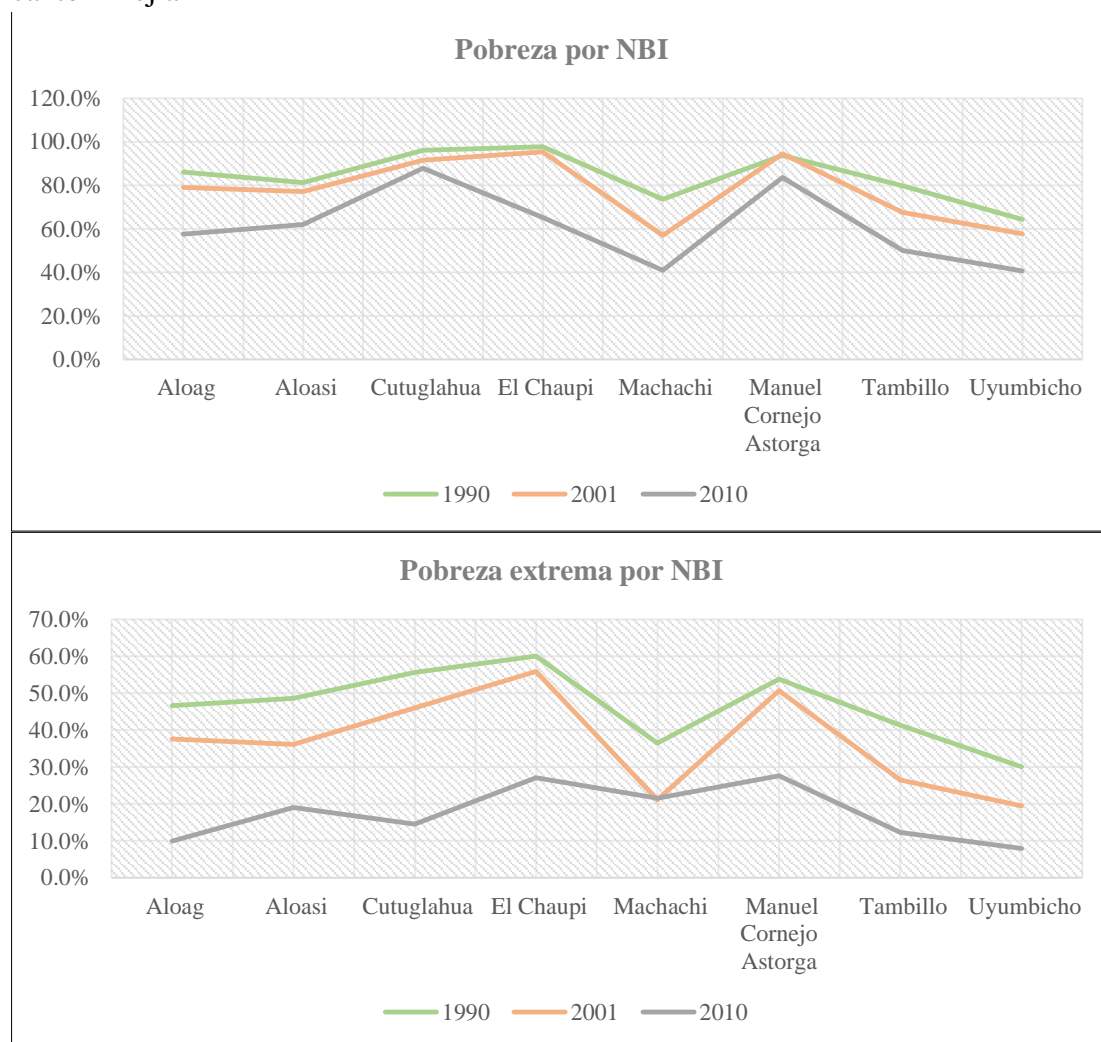 Pobreza por NBI
120.0%
100.0%
80.0%
60.0%
40.0%
20.0%
0.0%
Aloag Aloasi Cutuglahua El Chaupi Machachi Manuel Cornejo Astorga Tambillo Uyumbicho
1990 2001 2010
Pobreza extrema por NBI
70.0%
60.0%
50.0%
40.0%
30.0%
20.0%
10.0%
0.0%
Aloag Aloasi Cutuglahua El Chaupi Machachi Manuel Cornejo Astorga Tambillo Uyumbicho
1990 2001 2010